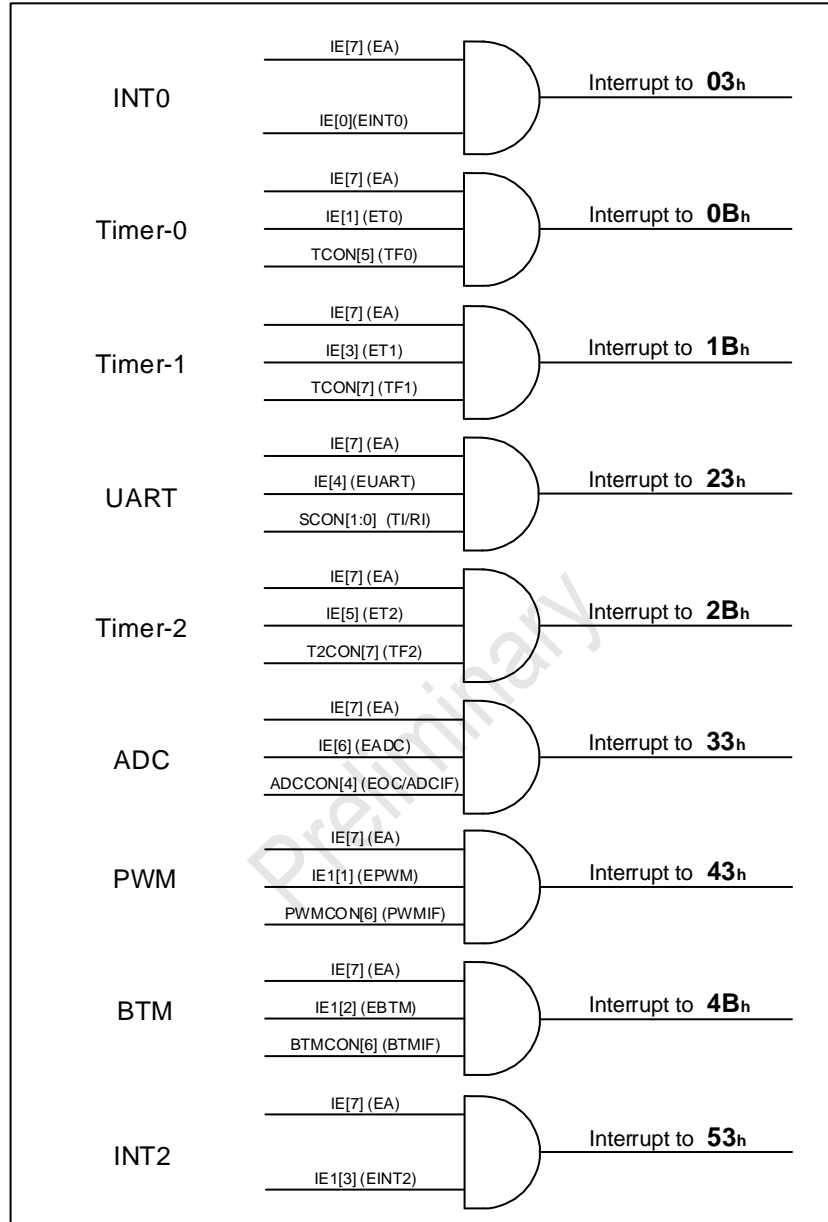 IE[7] (EA)
INT0
Interrupt to 03h
IE[0](EINT0)
IE[7] (EA)
Timer-0
IE[1] (ET0)
Interrupt to 0Bh
TCON[5] (TF0)
IE[7] (EA)
Timer-1
IE[3] (ET1)
Interrupt to 1Bh
TCON[7] (TF1)
IE[7] (EA)
UART
IE[4] (EUART)
Interrupt to 23h
SCON[1:0] (TI/RI)
IE[7] (EA)
Timer-2
IE[5] (ET2)
Interrupt to 2Bh
T2CON[7] (TF2)
IE[7] (EA)
ADC
IE[6] (EADC)
Interrupt to 33h
ADCCON[4] (EOC/ADCIF)
IE[7] (EA)
PWM
IE1[1] (EPWM)
Interrupt to 43h
PWMCON[6] (PWMIF)
IE[7] (EA)
BTM
IE1[2] (EBTM)
Interrupt to 4Bh
BTMCON[6] (BTMIF)
IE[7] (EA)
INT2
Interrupt to 53h
IE1[3] (EINT2)
Preliminary